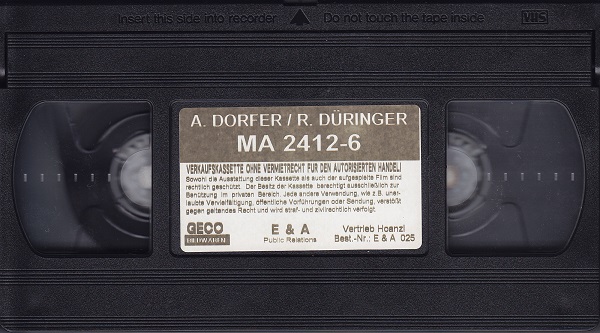 Insert this side into recorder ▲ Do not touch the tape inside VHS
A. DORFER / R. DÜRINGER
MA 2412-6
VERKAUFSKASSETTE OHNE VERMIETRECHT FÜR DEN AUTORISIERTEN HANDEL!
Sowohl die Ausstattung dieser Kassette als auch der aufgespielte Film sind
rechtlich geschützt. Der Besitz der Kassette berechtigt ausschließlich zur
Benützung im privaten Bereich. Jede andere Verwendung, wie z.B. uner-
laubte Vervielfältigung, öffentliche Vorführungen oder Sendung, verstößt
gegen geltendes Recht und wird straf- und zivilrechtlich verfolgt.
GECO
BILDWAREN
E & A
Public Relations
Vertrieb Hoanzl
Best.-Nr.: E & A 025